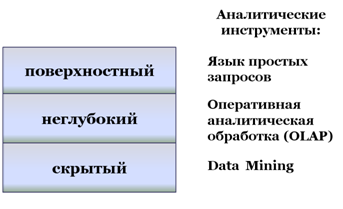 Аналитические
инструменты:
поверхностный
Язык простых
запросов
неглубокий
Оперативная
аналитическая
обработка (OLAP)
скрытый
Data Mining